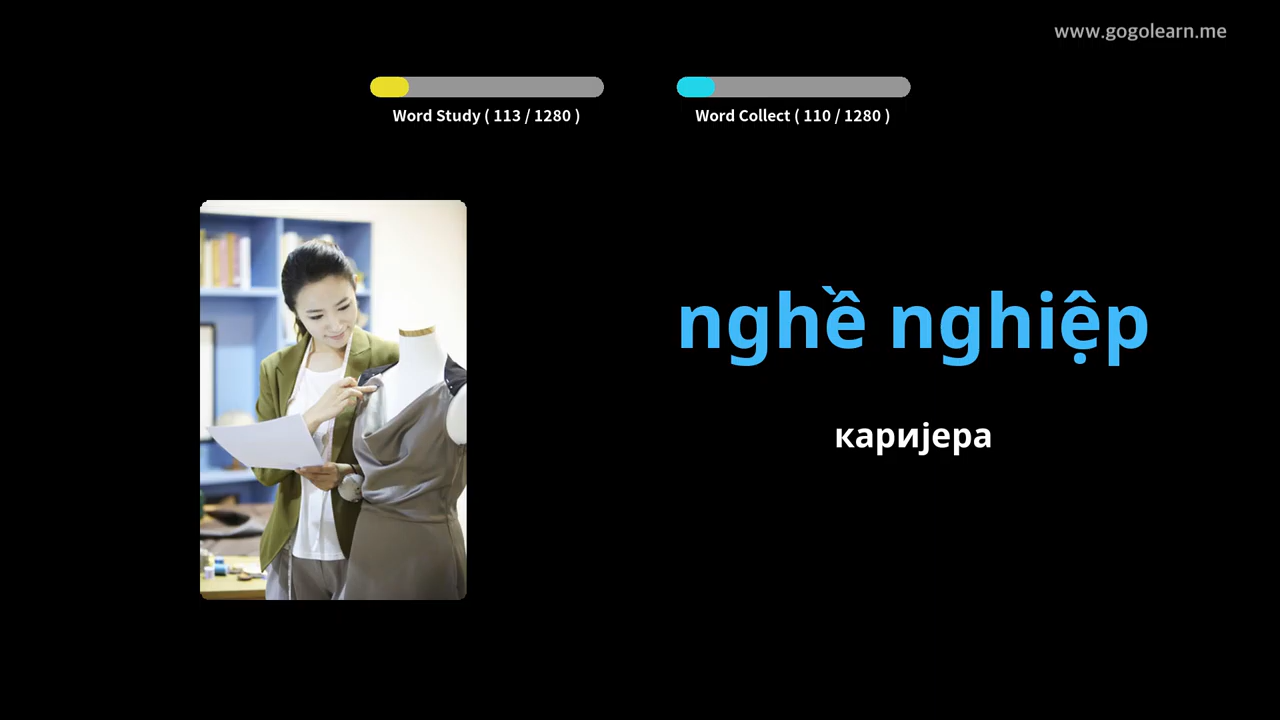 www.gogolearn.me
Word Study ( 113 / 1280 )
Word Collect ( 110 / 1280 )
nghề nghiệp
каријера